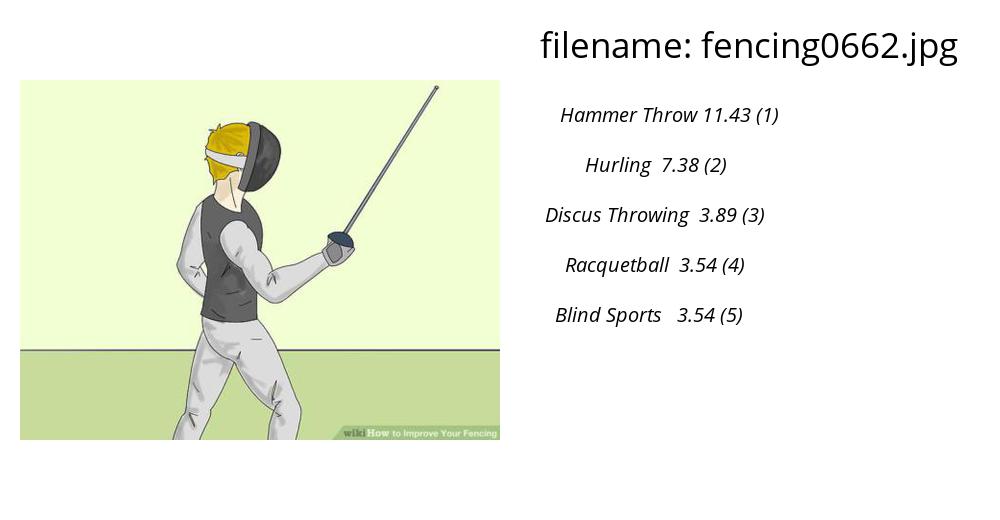 filename: fencing0662.jpg
Hammer Throw 11.43 (1)
Hurling 7.38 (2)
Discus Throwing 3.89 (3)
Racquetball 3.54 (4)
Blind Sports 3.54 (5)
wikiHow to Improve Your Fencing